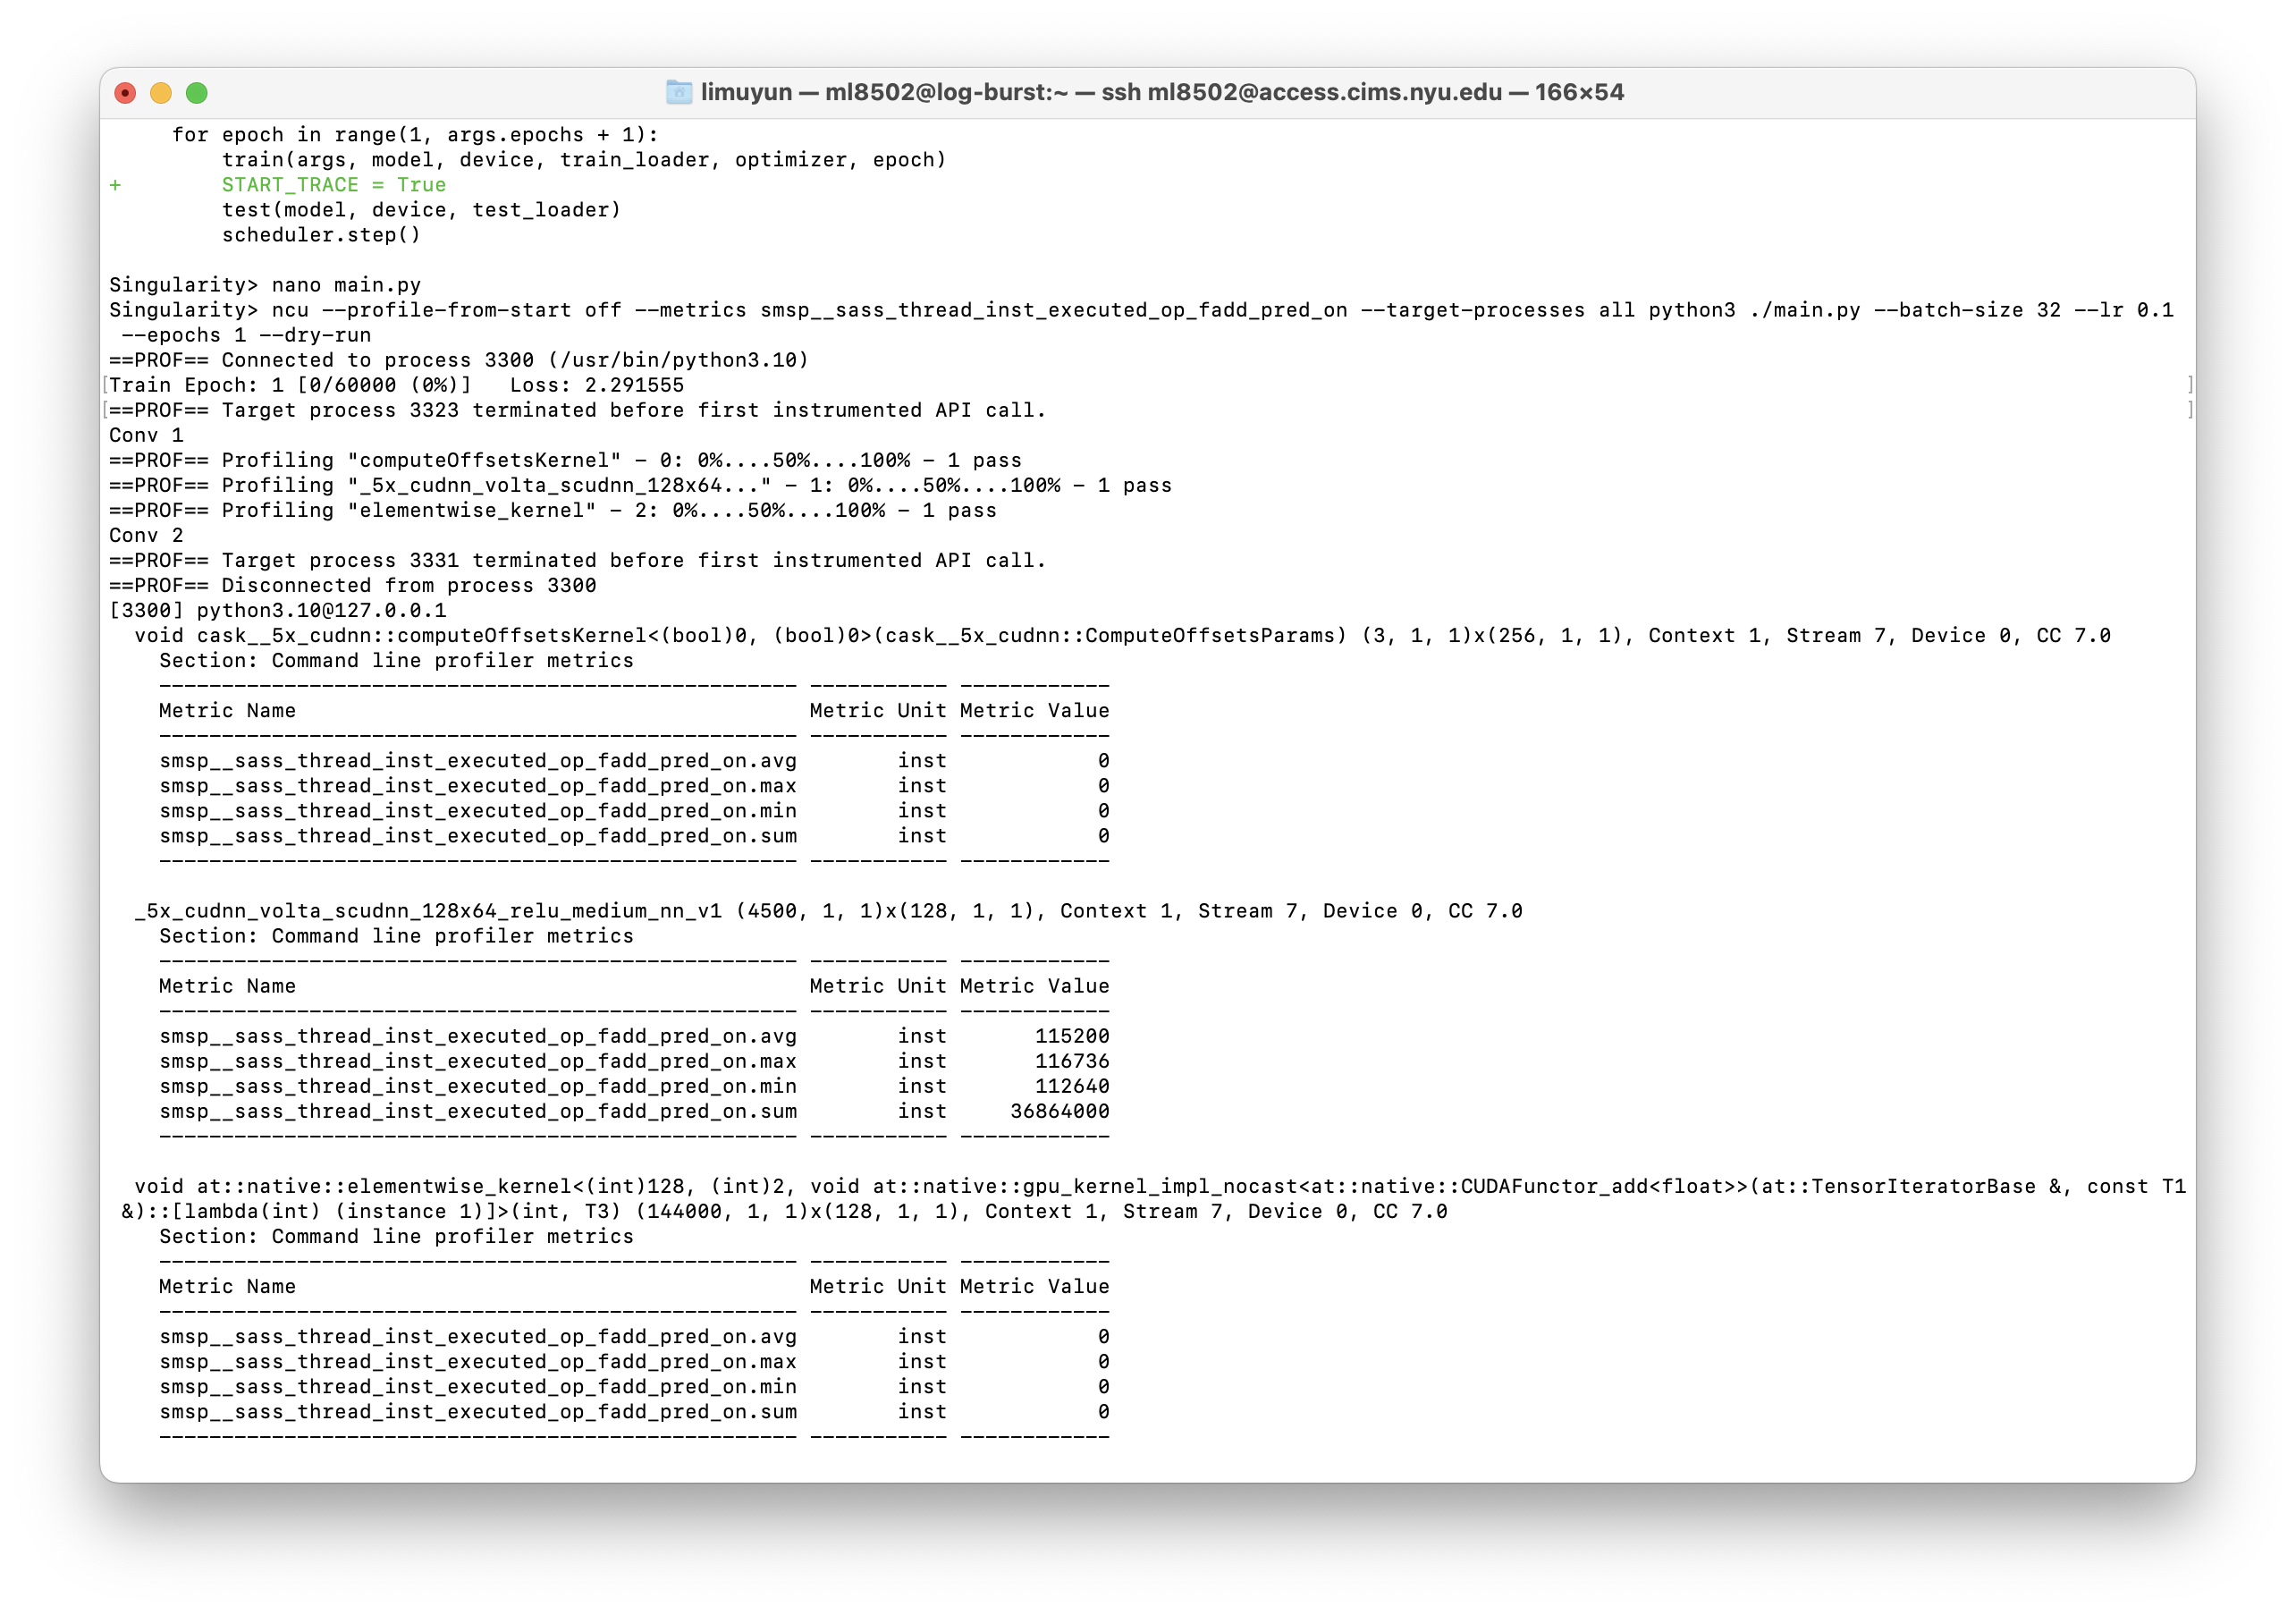 limuyun — ml8502@log-burst:~ — ssh ml8502@access.cims.nyu.edu — 166×54
     for epoch in range(1, args.epochs + 1):
         train(args, model, device, train_loader, optimizer, epoch)
+        START_TRACE = True
         test(model, device, test_loader)
         scheduler.step()
Singularity> nano main.py
Singularity> ncu --profile-from-start off --metrics smsp__sass_thread_inst_executed_op_fadd_pred_on --target-processes all python3 ./main.py --batch-size 32 --lr 0.1
 --epochs 1 --dry-run
==PROF== Connected to process 3300 (/usr/bin/python3.10)
[Train Epoch: 1 [0/60000 (0%)]   Loss: 2.291555 ]
[==PROF== Target process 3323 terminated before first instrumented API call. ]
Conv 1
==PROF== Profiling "computeOffsetsKernel" - 0: 0%....50%....100% - 1 pass
==PROF== Profiling "_5x_cudnn_volta_scudnn_128x64..." - 1: 0%....50%....100% - 1 pass
==PROF== Profiling "elementwise_kernel" - 2: 0%....50%....100% - 1 pass
Conv 2
==PROF== Target process 3331 terminated before first instrumented API call.
==PROF== Disconnected from process 3300
[3300] python3.10@127.0.0.1
  void cask__5x_cudnn::computeOffsetsKernel<(bool)0, (bool)0>(cask__5x_cudnn::ComputeOffsetsParams) (3, 1, 1)x(256, 1, 1), Context 1, Stream 7, Device 0, CC 7.0
    Section: Command line profiler metrics
    --------------------------------------------------- ----------- ------------
    Metric Name                                         Metric Unit Metric Value
    --------------------------------------------------- ----------- ------------
    smsp__sass_thread_inst_executed_op_fadd_pred_on.avg        inst            0
    smsp__sass_thread_inst_executed_op_fadd_pred_on.max        inst            0
    smsp__sass_thread_inst_executed_op_fadd_pred_on.min        inst            0
    smsp__sass_thread_inst_executed_op_fadd_pred_on.sum        inst            0
    --------------------------------------------------- ----------- ------------
  _5x_cudnn_volta_scudnn_128x64_relu_medium_nn_v1 (4500, 1, 1)x(128, 1, 1), Context 1, Stream 7, Device 0, CC 7.0
    Section: Command line profiler metrics
    --------------------------------------------------- ----------- ------------
    Metric Name                                         Metric Unit Metric Value
    --------------------------------------------------- ----------- ------------
    smsp__sass_thread_inst_executed_op_fadd_pred_on.avg        inst       115200
    smsp__sass_thread_inst_executed_op_fadd_pred_on.max        inst       116736
    smsp__sass_thread_inst_executed_op_fadd_pred_on.min        inst       112640
    smsp__sass_thread_inst_executed_op_fadd_pred_on.sum        inst     36864000
    --------------------------------------------------- ----------- ------------
  void at::native::elementwise_kernel<(int)128, (int)2, void at::native::gpu_kernel_impl_nocast<at::native::CUDAFunctor_add<float>>(at::TensorIteratorBase &, const T1
 &)::[lambda(int) (instance 1)]>(int, T3) (144000, 1, 1)x(128, 1, 1), Context 1, Stream 7, Device 0, CC 7.0
    Section: Command line profiler metrics
    --------------------------------------------------- ----------- ------------
    Metric Name                                         Metric Unit Metric Value
    --------------------------------------------------- ----------- ------------
    smsp__sass_thread_inst_executed_op_fadd_pred_on.avg        inst            0
    smsp__sass_thread_inst_executed_op_fadd_pred_on.max        inst            0
    smsp__sass_thread_inst_executed_op_fadd_pred_on.min        inst            0
    smsp__sass_thread_inst_executed_op_fadd_pred_on.sum        inst            0
    --------------------------------------------------- ----------- ------------